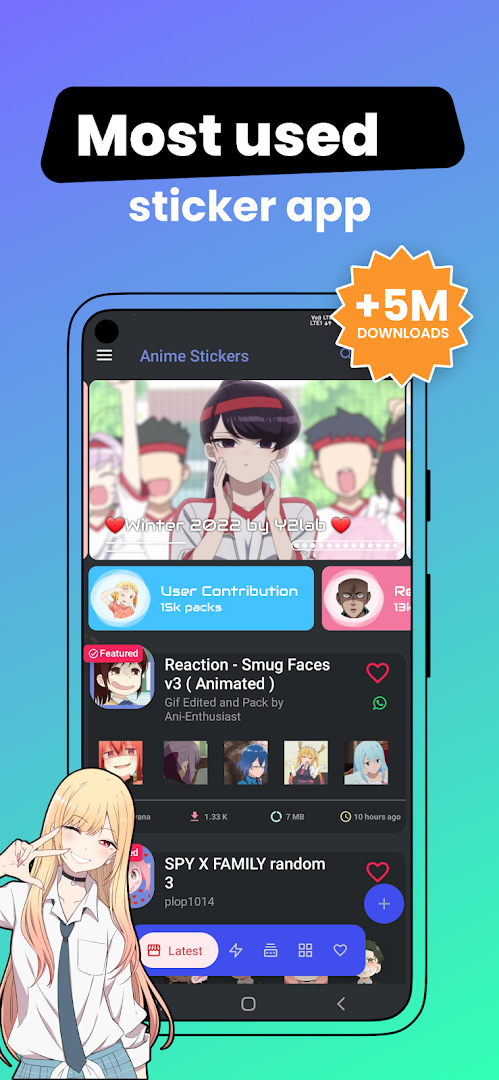 Most used
sticker app
+5M
DOWNLOADS
Anime Stickers
❤️Winter 2022 by Y2lab ❤️
User Contribution
15k packs
Re
13k
Featured
Reaction - Smug Faces
v3 ( Animated )
Gif Edited and Pack by
Ani-Enthusiast
1.33 K
7 MB
10 hours ago
SPY X FAMILY random
3
plop1014
Latest